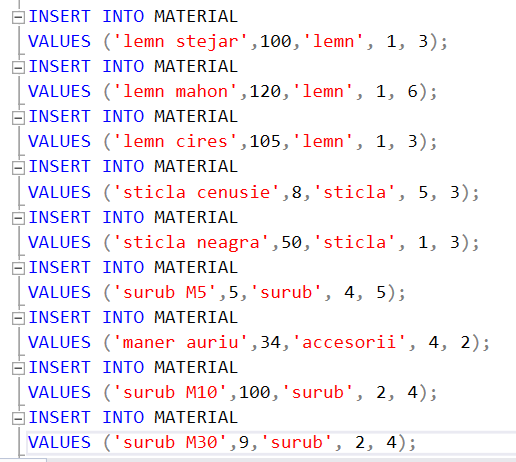 INSERT INTO MATERIAL
VALUES ('lemn stejar',100,'lemn', 1, 3);
INSERT INTO MATERIAL
VALUES ('lemn mahon',120,'lemn', 1, 6);
INSERT INTO MATERIAL
VALUES ('lemn cires',105,'lemn', 1, 3);
INSERT INTO MATERIAL
VALUES ('sticla cenusie',8,'sticla', 5, 3);
INSERT INTO MATERIAL
VALUES ('sticla neagra',50,'sticla', 1, 3);
INSERT INTO MATERIAL
VALUES ('surub M5',5,'surub', 4, 5);
INSERT INTO MATERIAL
VALUES ('maner auriu',34,'accesorii', 4, 2);
INSERT INTO MATERIAL
VALUES ('surub M10',100,'surub', 2, 4);
INSERT INTO MATERIAL
VALUES ('surub M30',9,'surub', 2, 4);